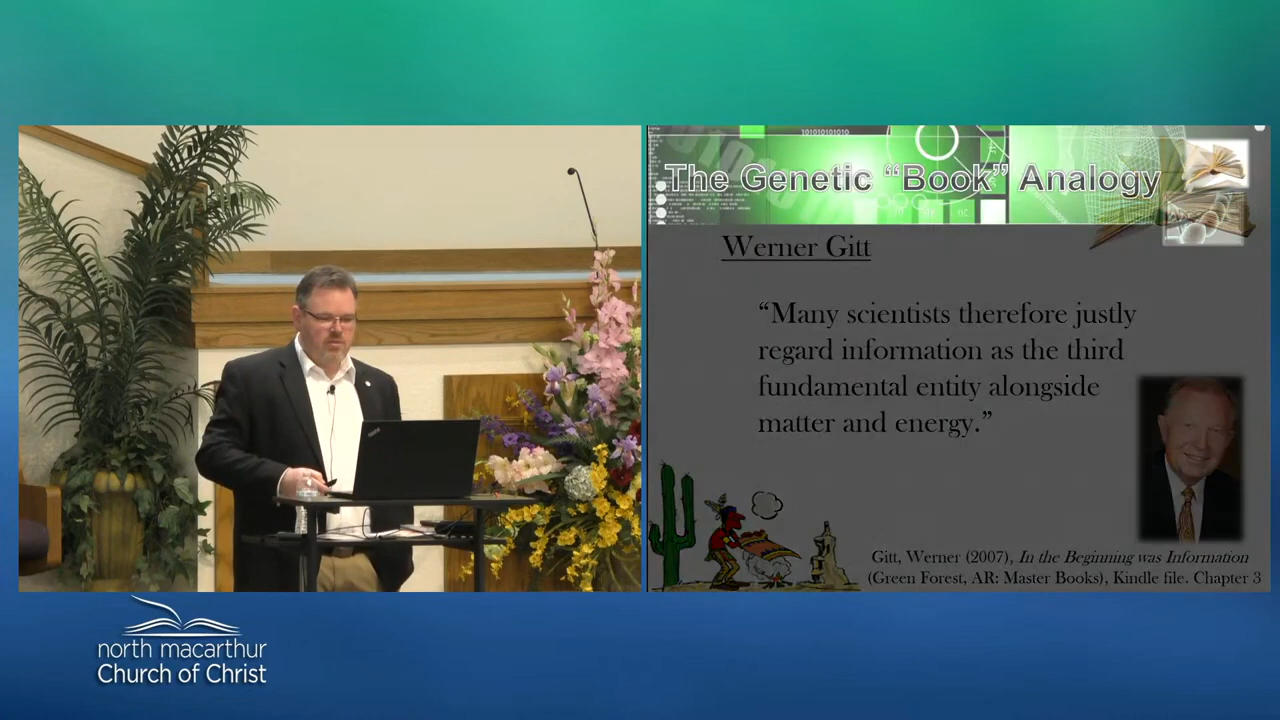 101010101010
The Genetic “Book” Analogy
Werner Gitt
“Many scientists therefore justly
regard information as the third
fundamental entity alongside
matter and energy.”
Gitt, Werner (2007), In the Beginning was Information
(Green Forest, AR: Master Books), Kindle file. Chapter 3
north macarthur
Church of Christ